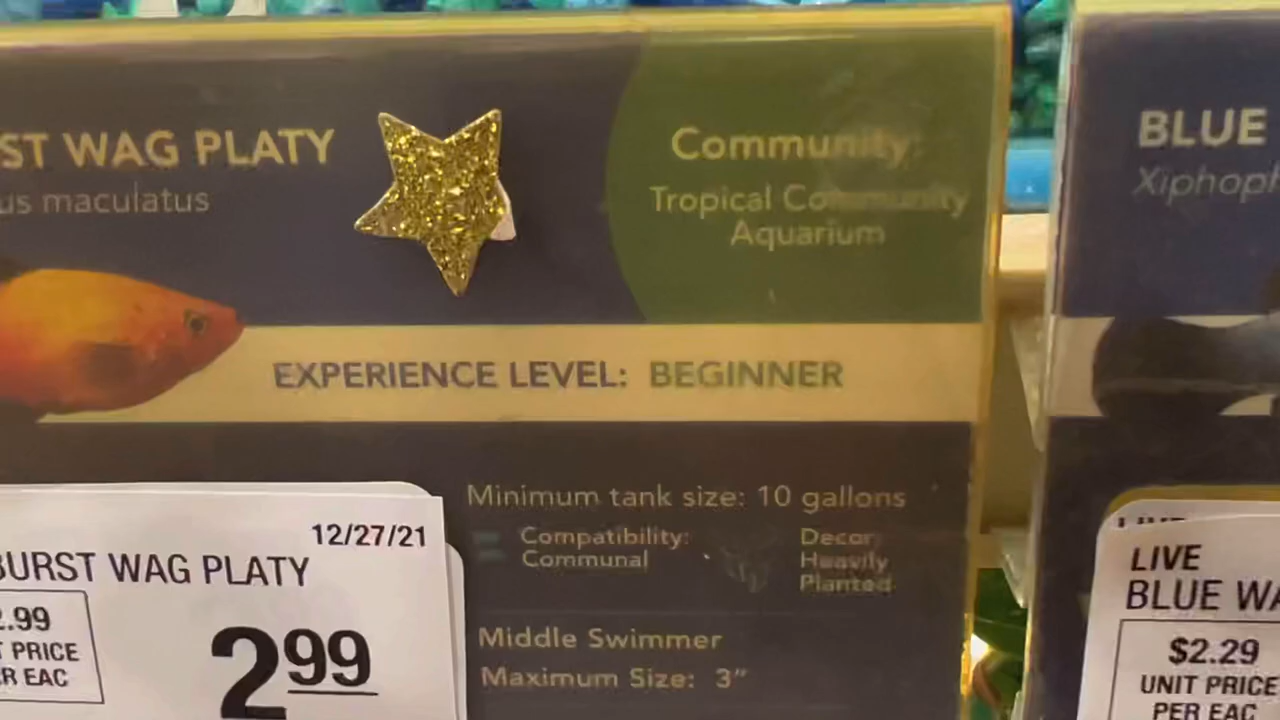 ST WAG PLATY
us maculatus
Community:
Tropical Community
Aquarium
EXPERIENCE LEVEL: BEGINNER
Minimum tank size: 10 gallons
Compatibility:
Communal
Decor:
Heavily
Planted
Middle Swimmer
Maximum Size: 3"
12/27/21
BURST WAG PLATY
2.99
T PRICE
R EAC
2 99
BLUE
Xiphoph
LIVE
BLUE WA
$2.29
UNIT PRICE
PER EAC